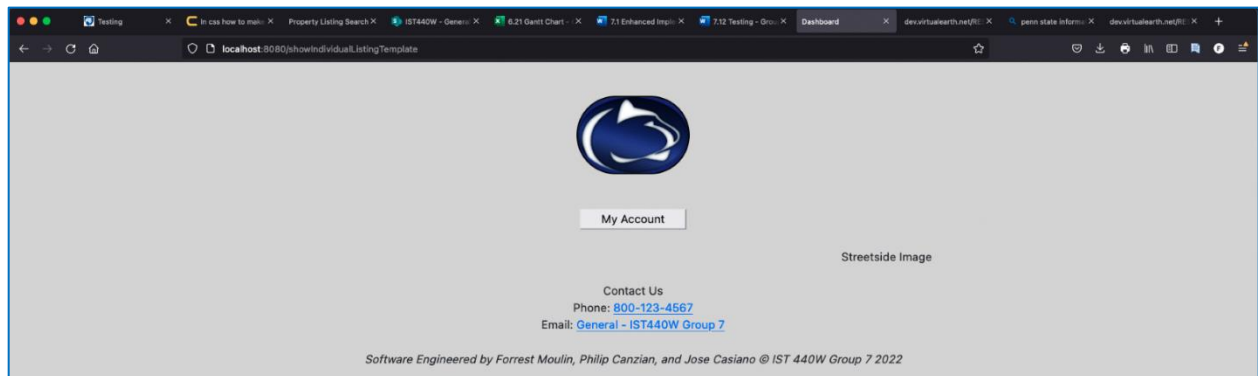 Testing
In css how to make
Property Listing Search
IST440W - General
6.21 Gantt Chart -
7.1 Enhanced Imple
7.12 Testing - Grou
Dashboard
dev.virtualearth.net/RE
penn state informa
dev.virtualearth.net/RE
localhost:8080/showIndividualListingTemplate
My Account
Streetside Image
Contact Us
Phone: 800-123-4567
Email: General - IST440W Group 7
Software Engineered by Forrest Moulin, Philip Canzian, and Jose Casiano © IST 440W Group 7 2022